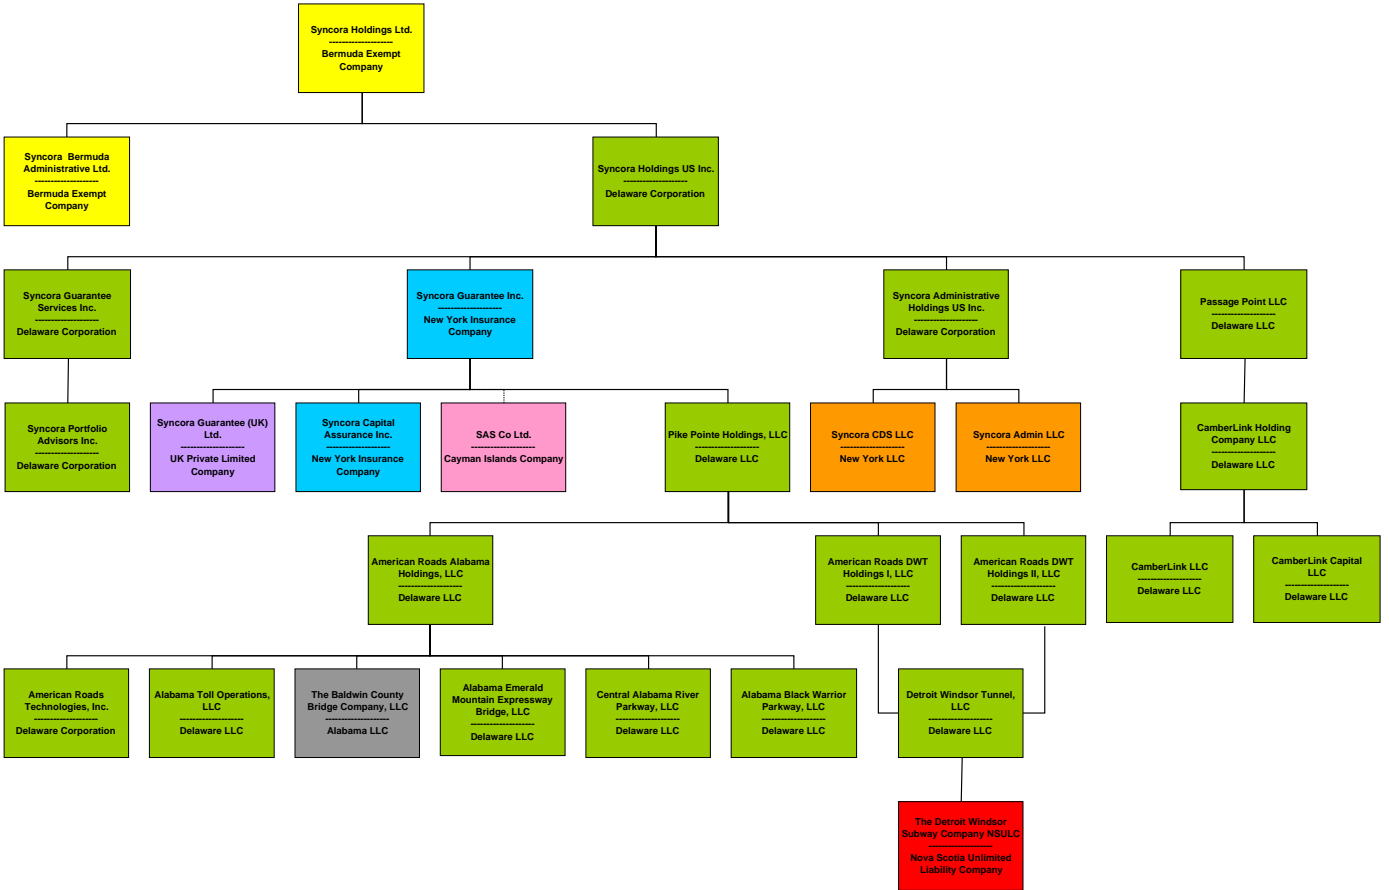 Syncora Holdings Ltd.
--------------------
Bermuda Exempt
Company
Syncora  Bermuda
Administrative Ltd.
--------------------
Bermuda Exempt
Company
Syncora Holdings US Inc.
--------------------
Delaware Corporation
Syncora Guarantee
Services Inc.
--------------------
Delaware Corporation
Syncora Guarantee Inc.
--------------------
New York Insurance
Company
Syncora Administrative
Holdings US Inc.
--------------------
Delaware Corporation
Passage Point LLC
--------------------
Delaware LLC
Syncora Portfolio
Advisors Inc.
--------------------
Delaware Corporation
Syncora Guarantee (UK)
Ltd.
--------------------
UK Private Limited
Company
Syncora Capital
Assurance Inc.
--------------------
New York Insurance
Company
SAS Co Ltd.
--------------------
Cayman Islands Company
Pike Pointe Holdings, LLC
--------------------
Delaware LLC
Syncora CDS LLC
--------------------
New York LLC
Syncora Admin LLC
--------------------
New York LLC
CamberLink Holding
Company LLC
--------------------
Delaware LLC
American Roads Alabama
Holdings, LLC
--------------------
Delaware LLC
American Roads DWT
Holdings I, LLC
--------------------
Delaware LLC
American Roads DWT
Holdings II, LLC
--------------------
Delaware LLC
CamberLink LLC
--------------------
Delaware LLC
CamberLink Capital
LLC
--------------------
Delaware LLC
American Roads
Technologies, Inc.
--------------------
Delaware Corporation
Alabama Toll Operations,
LLC
--------------------
Delaware LLC
The Baldwin County
Bridge Company, LLC
--------------------
Alabama LLC
Alabama Emerald
Mountain Expressway
Bridge, LLC
--------------------
Delaware LLC
Central Alabama River
Parkway, LLC
--------------------
Delaware LLC
Alabama Black Warrior
Parkway, LLC
--------------------
Delaware LLC
Detroit Windsor Tunnel,
LLC
--------------------
Delaware LLC
The Detroit Windsor
Subway Company NSULC
--------------------
Nova Scotia Unlimited
Liability Company